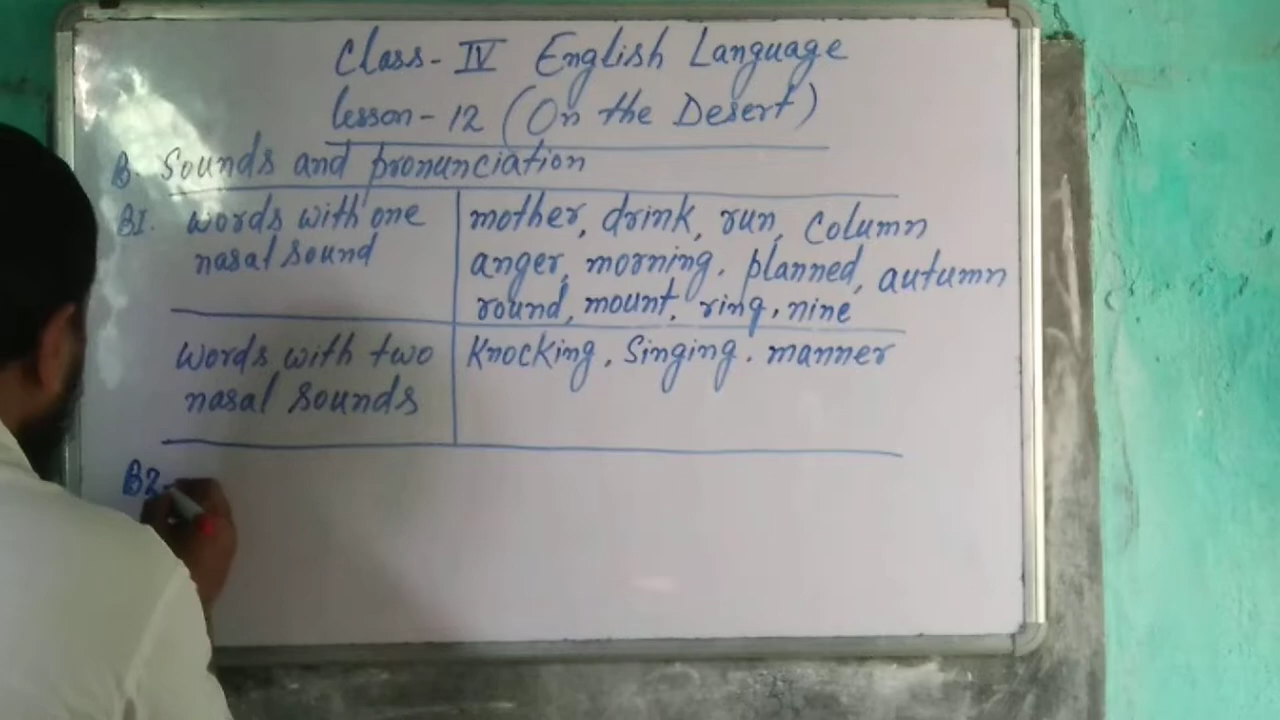 Class - IV English Language
Lesson - 12 (On the Desert)
B. Sounds and pronunciation
B1. words with one
nasal sound
mother, drink, run, column
anger, morning, planned, autumn
round, mount, ring, nine
words with two
nasal sounds
Knocking, Singing, manner
B2-